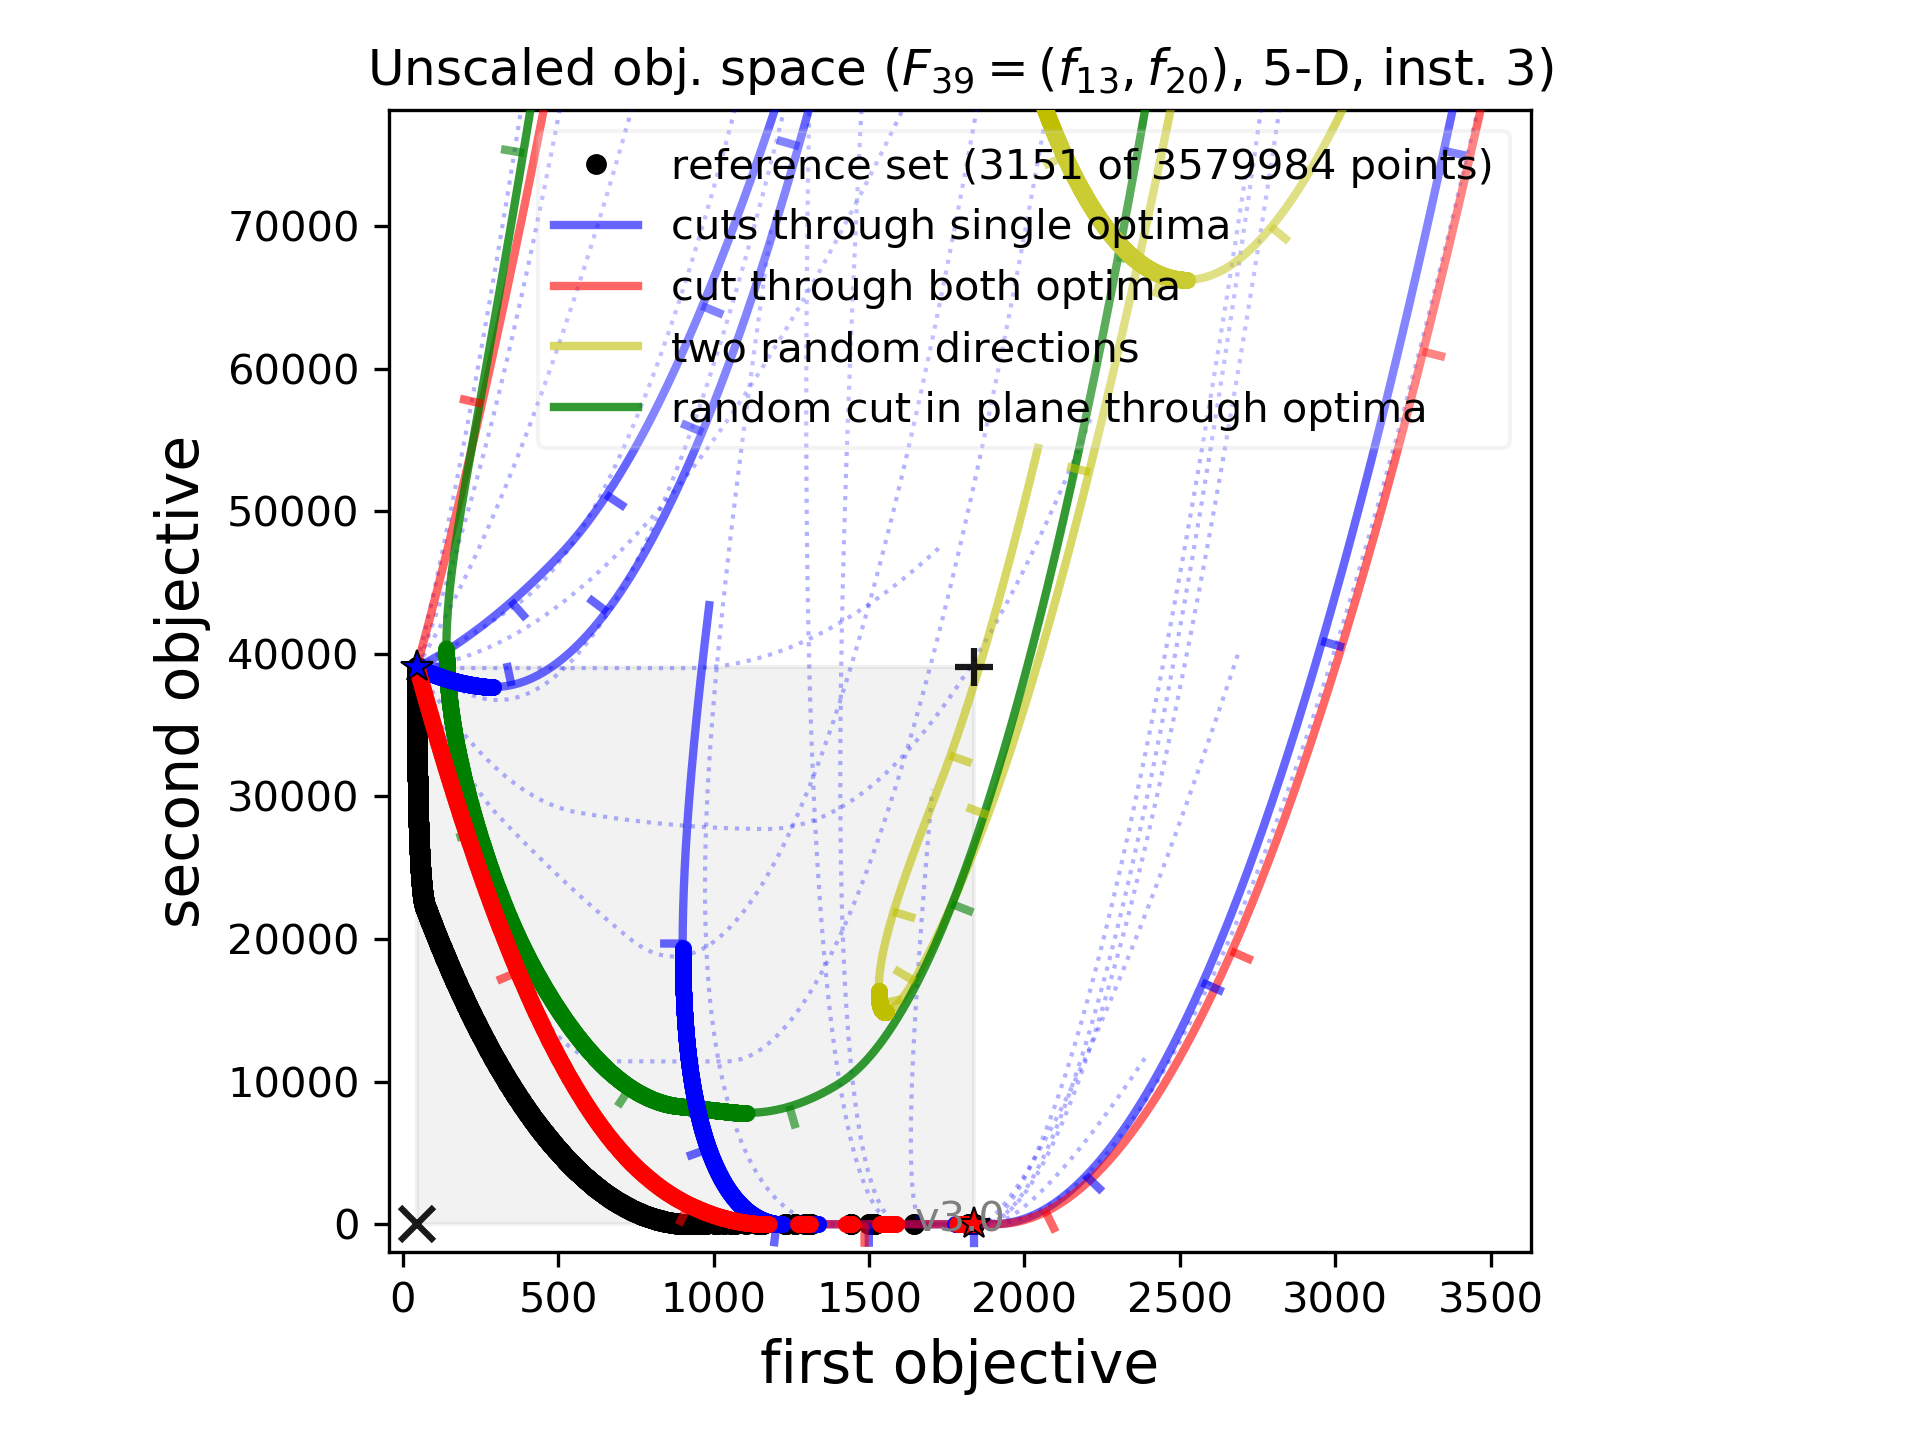 Unscaled obj. space (F39 = (f13, f20), 5-D, inst. 3)
reference set (3151 of 3579984 points)
cuts through single optima
cut through both optima
two random directions
random cut in plane through optima
second objective
70000
60000
50000
40000
30000
20000
10000
0
v3.0
0 500 1000 1500 2000 2500 3000 3500
first objective